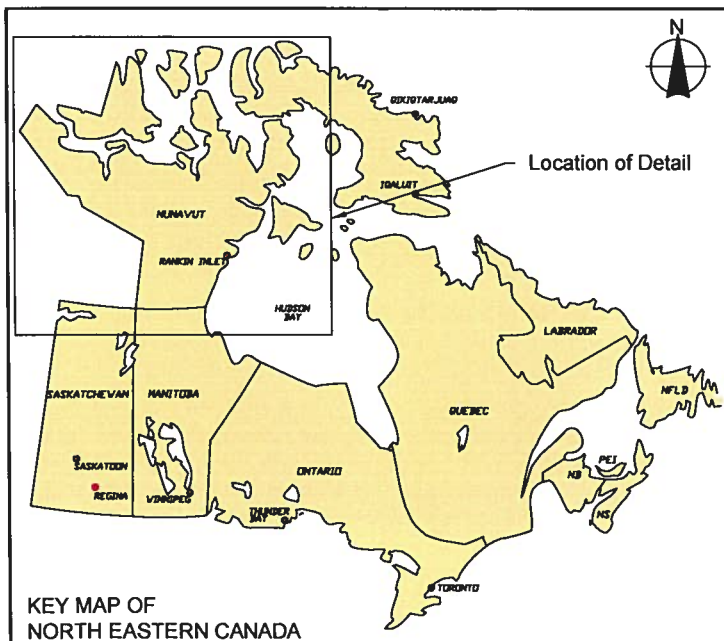 N
QIKIQTARJUAQ
Location of Detail
IQALUIT
NUNAVUT
RANKIN INLET
HUDSON
BAY
LABRADOR
SASKATCHEWAN
MANITOBA
NFLD
QUEBEC
SASKATOON
ONTARIO
PEI
NB
REGINA
WINNIPEG
NS
THUNDER
BAY
TORONTO
KEY MAP OF
NORTH EASTERN CANADA